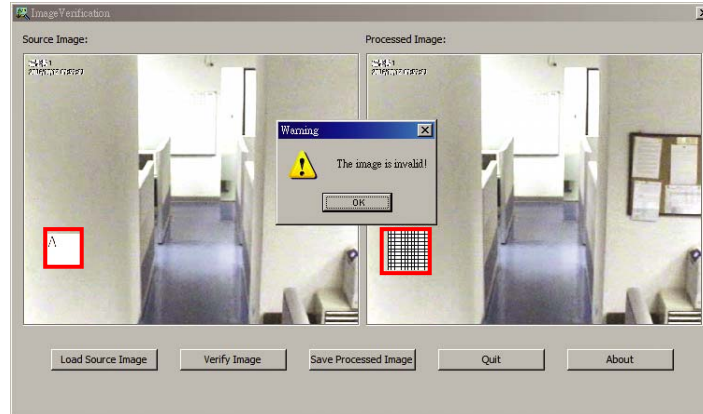 ImageVerification
Source Image:
Processed Image:
Warning
The image is invalid!
OK
A
Load Source Image
Verify Image
Save Processed Image
Quit
About